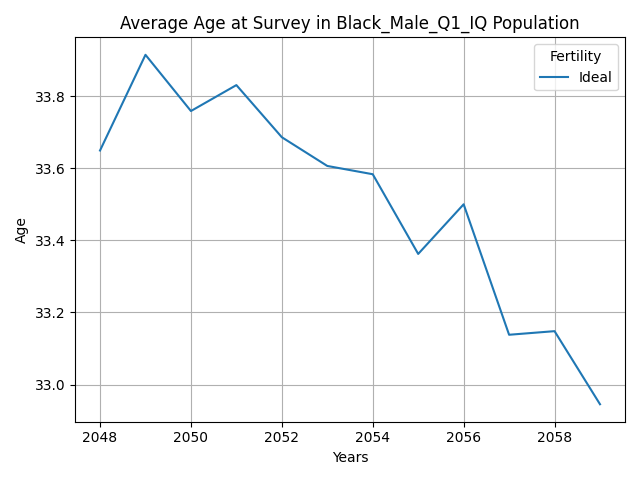 Average Age at Survey in Black_Male_Q1_IQ Population
Fertility
Ideal
Age
33.8
33.6
33.4
33.2
33.0
2048 2050 2052 2054 2056 2058
Years